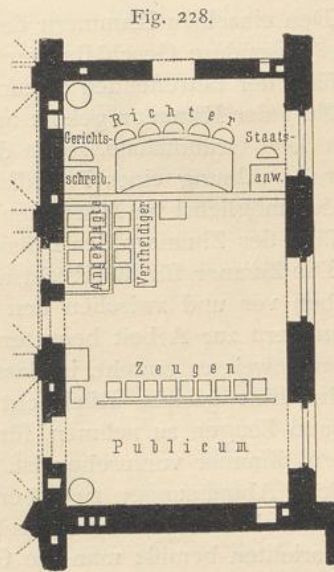 Fig. 228.
Richter
Gerichts-
schreib.
Staats-
anw.
Angeklagte
Vertheidiger
Zeugen
Publicum